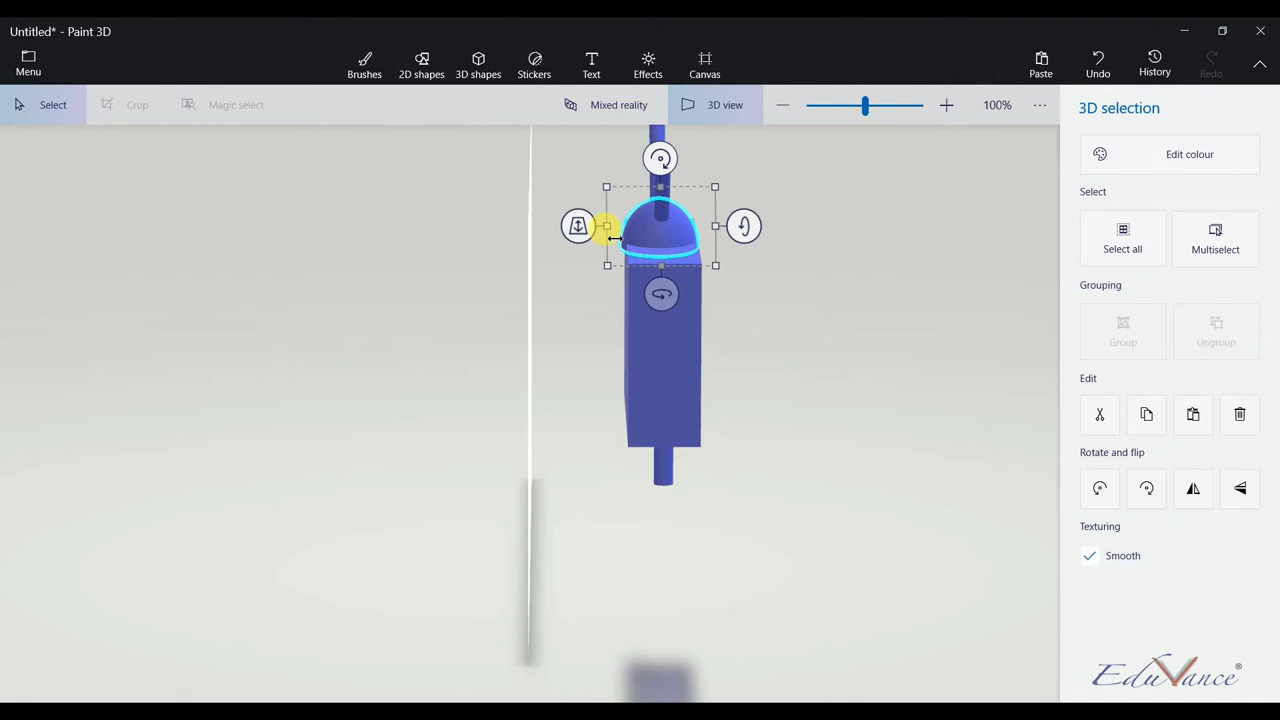 Untitled* - Paint 3D
Menu
Brushes
2D shapes
3D shapes
Stickers
Text
Effects
Canvas
Paste
Undo
History
Redo
Select
Crop
Magic select
Mixed reality
3D view
100%
3D selection
Edit colour
Select
Select all
Multiselect
Grouping
Group
Ungroup
Edit
Rotate and flip
Texturing
Smooth
EduVance®